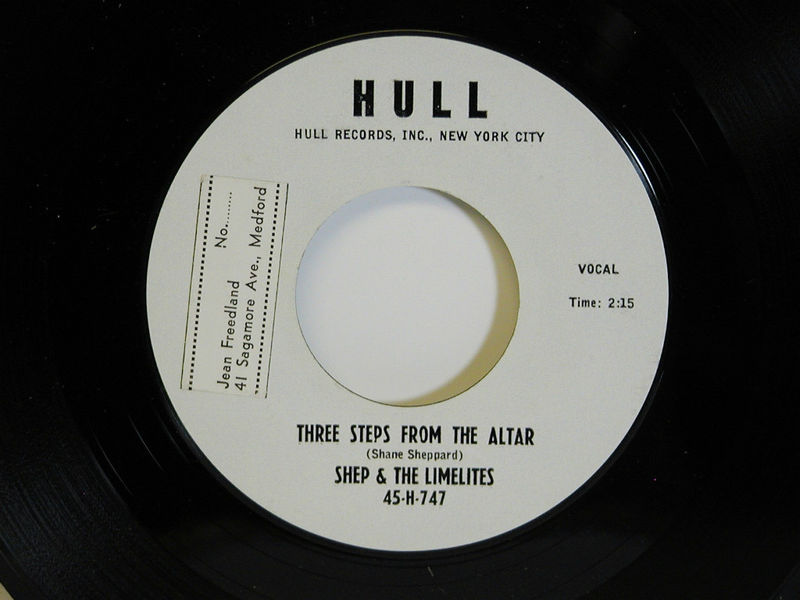 HULL
HULL RECORDS, INC., NEW YORK CITY
No..........
Jean Freedland
41 Sagamore Ave., Medford
VOCAL
Time: 2:15
THREE STEPS FROM THE ALTAR
(Shane Sheppard)
SHEP & THE LIMELITES
45-H-747